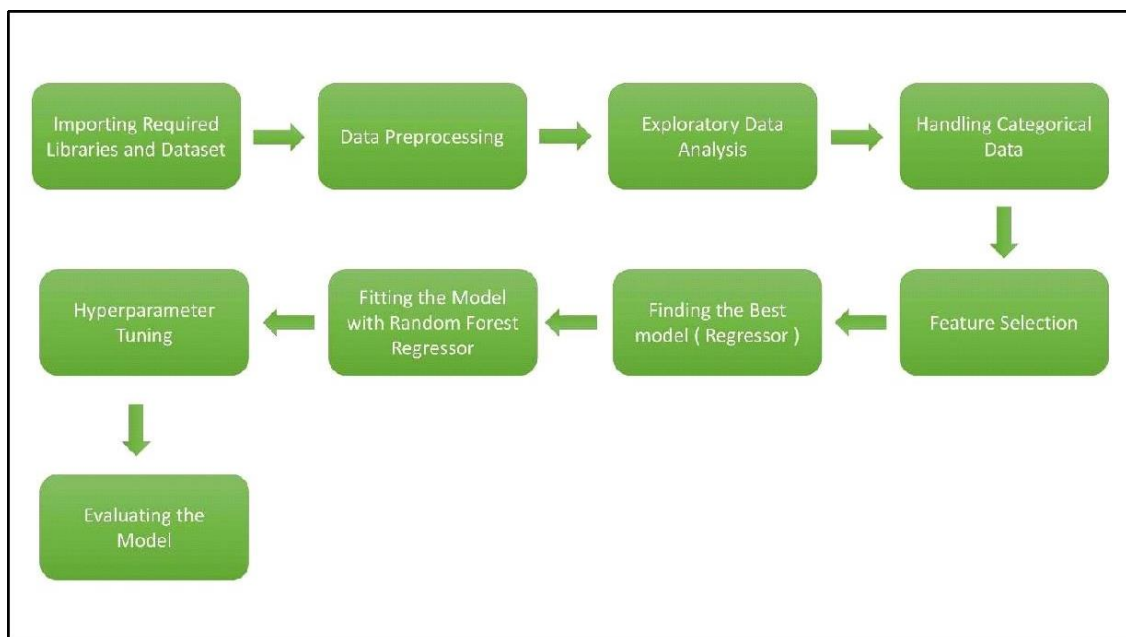 Importing Required
Libraries and Dataset
Data Preprocessing
Exploratory Data
Analysis
Handling Categorical
Data
Feature Selection
Finding the Best
model ( Regressor )
Fitting the Model
with Random Forest
Regressor
Hyperparameter
Tuning
Evaluating the
Model